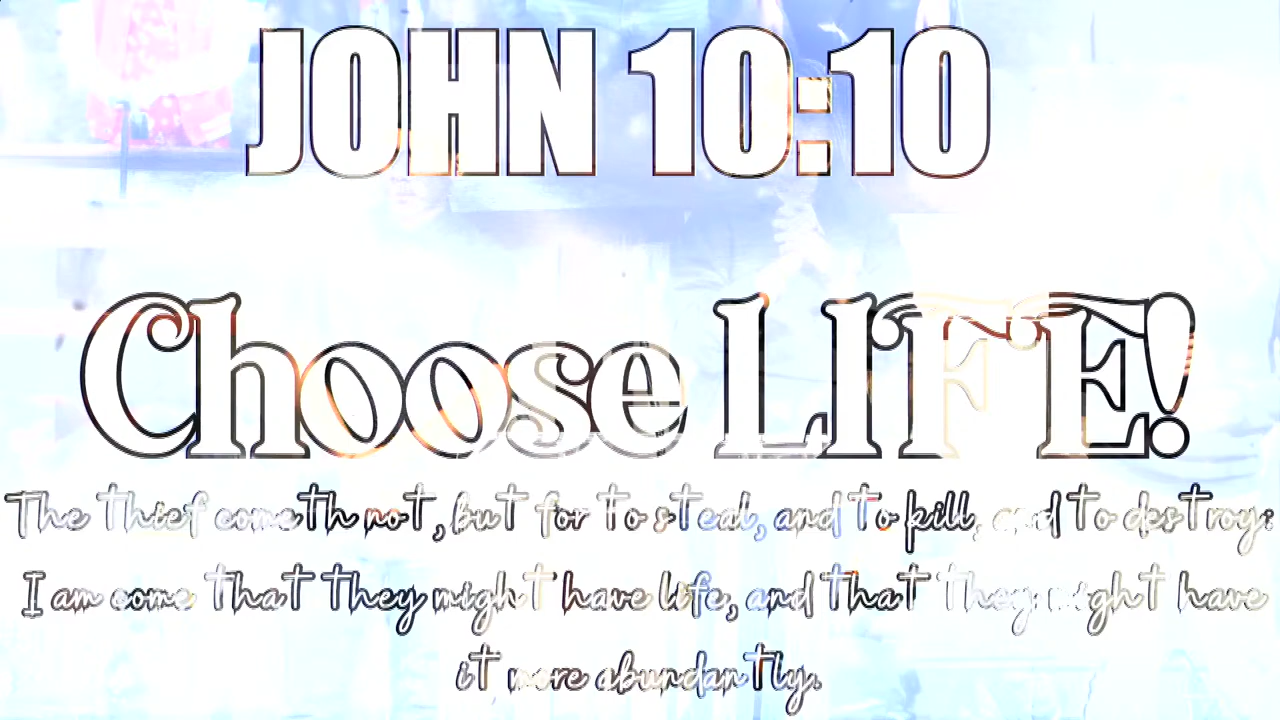 JOHN 10:10
Choose LIFE!
The thief cometh not, but for to steal, and to kill, and to destroy:
I am come that they might have life, and that they might have
it more abundantly.